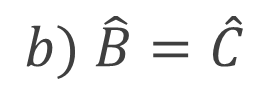 b) B̂ = Ĉ